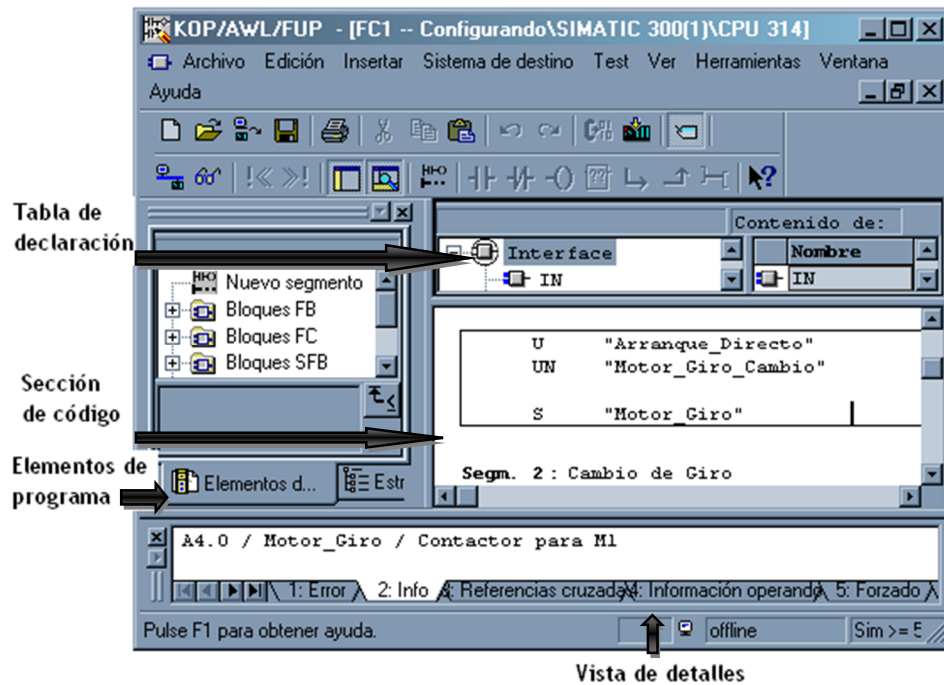 KOP/AWL/FUP - [FC1 -- Configurando\SIMATIC 300(1)\CPU 314]
Archivo Edición Insertar Sistema de destino Test Ver Herramientas Ventana
Ayuda
Tabla de
declaración
Contenido de:
Interface
Nombre
IN
IN
Nuevo segmento
Bloques FB
Bloques FC
Bloques SFB
U "Arranque_Directo"
UN "Motor_Giro_Cambio"
S "Motor_Giro"
Sección
de código
Segm. 2: Cambio de Giro
Elementos de
programa
Elementos d... Estr
A4.0 / Motor_Giro / Contactor para M1
1: Error 2: Info 3: Referencias cruzadas 4: Información operando 5: Forzado
Pulse F1 para obtener ayuda. offline Sim >= 5
Vista de detalles